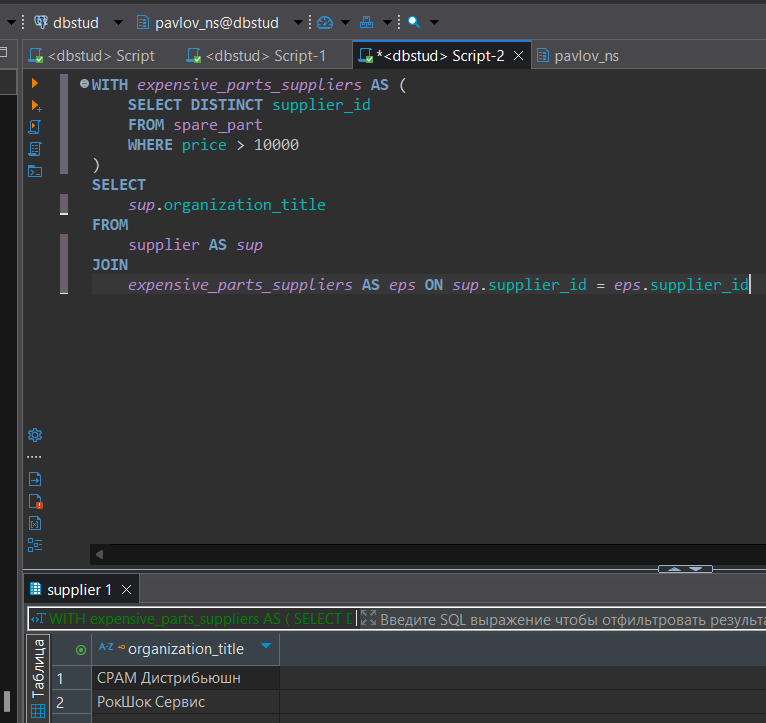 dbstud pavlov_ns@dbstud
<dbstud> Script <dbstud> Script-1 *<dbstud> Script-2 pavlov_ns
WITH expensive_parts_suppliers AS (
SELECT DISTINCT supplier_id
FROM spare_part
WHERE price > 10000
)
SELECT
sup.organization_title
FROM
supplier AS sup
JOIN
expensive_parts_suppliers AS eps ON sup.supplier_id = eps.supplier_id
supplier 1
WITH expensive_parts_suppliers AS ( SELECT D Введите SQL выражение чтобы отфильтровать результа
Таблица
A-Z organization_title
1 СРАМ Дистрибьюшн
2 РокШок Сервис